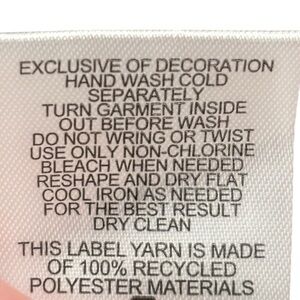 EXCLUSIVE OF DECORATION
HAND WASH COLD
SEPARATELY
TURN GARMENT INSIDE
OUT BEFORE WASH
DO NOT WRING OR TWIST
USE ONLY NON-CHLORINE
BLEACH WHEN NEEDED
RESHAPE AND DRY FLAT
COOL IRON AS NEEDED
FOR THE BEST RESULT
DRY CLEAN
THIS LABEL YARN IS MADE
OF 100% RECYCLED
POLYESTER MATERIALS